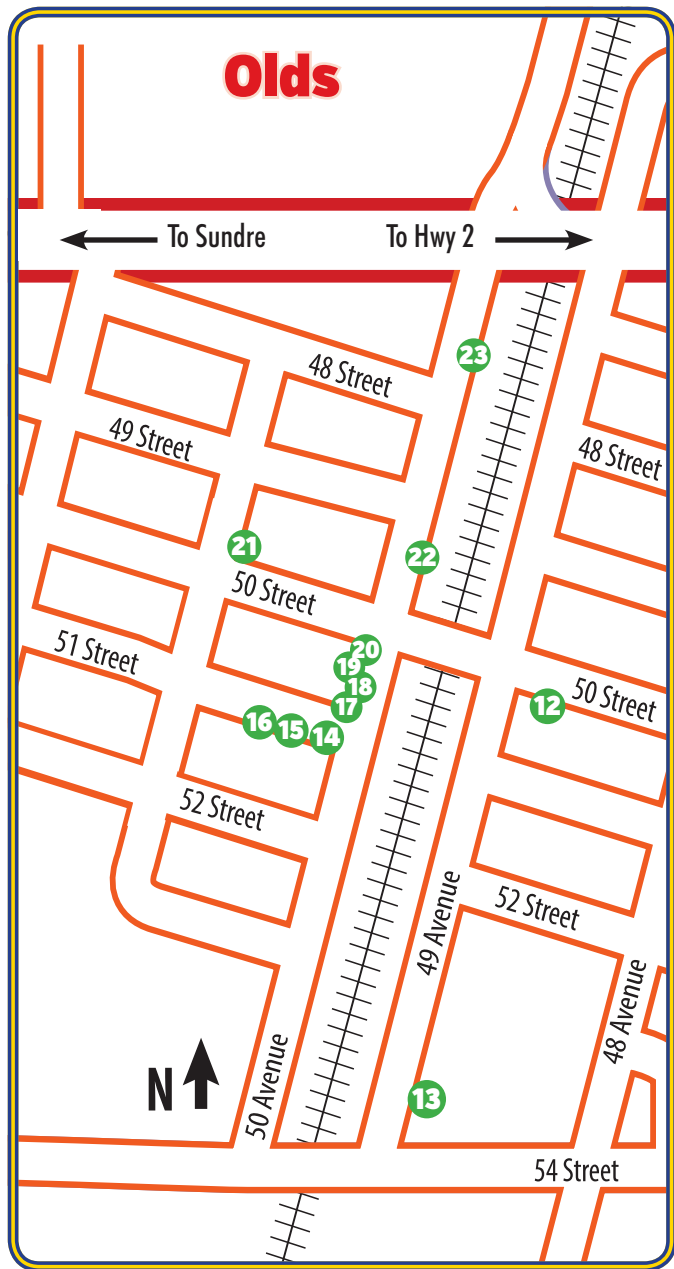 Olds
To Sundre
To Hwy 2
23
48 Street
49 Street
48 Street
21
22
50 Street
20
19
18
17
51 Street
50 Street
12
16
15
14
52 Street
49 Avenue
52 Street
48 Avenue
N
50 Avenue
13
54 Street